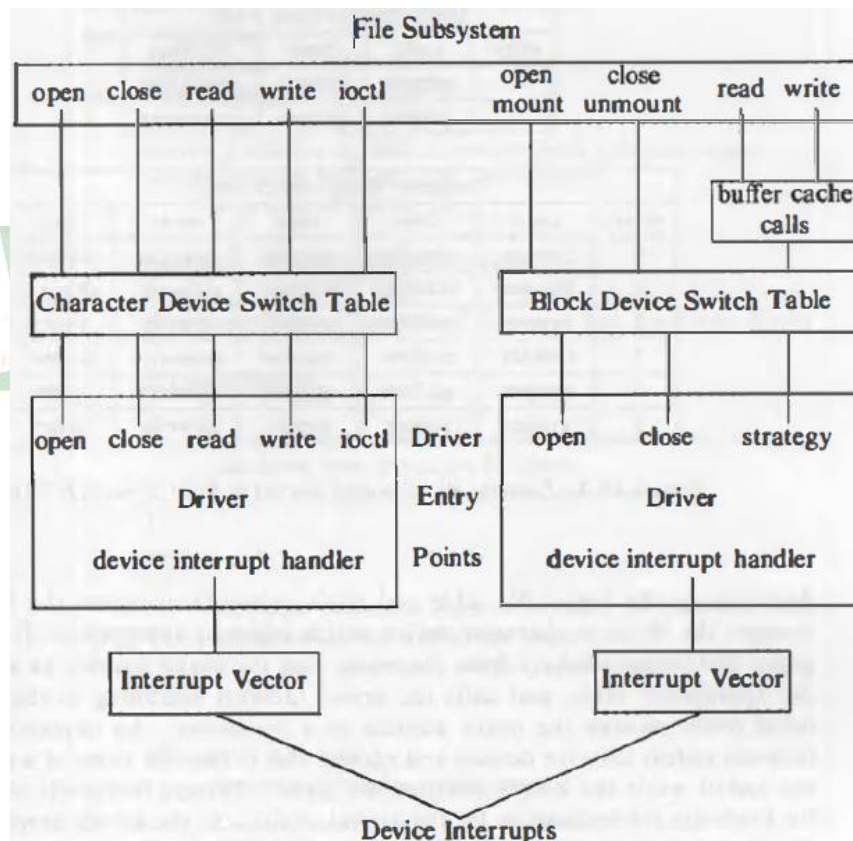 File Subsystem
open close read write ioctl
open mount
close unmount
read write
buffer cache calls
Character Device Switch Table
Block Device Switch Table
open close read write ioctl
Driver
Entry
Points
open close strategy
Driver
device interrupt handler
Driver
device interrupt handler
Interrupt Vector
Interrupt Vector
Device Interrupts